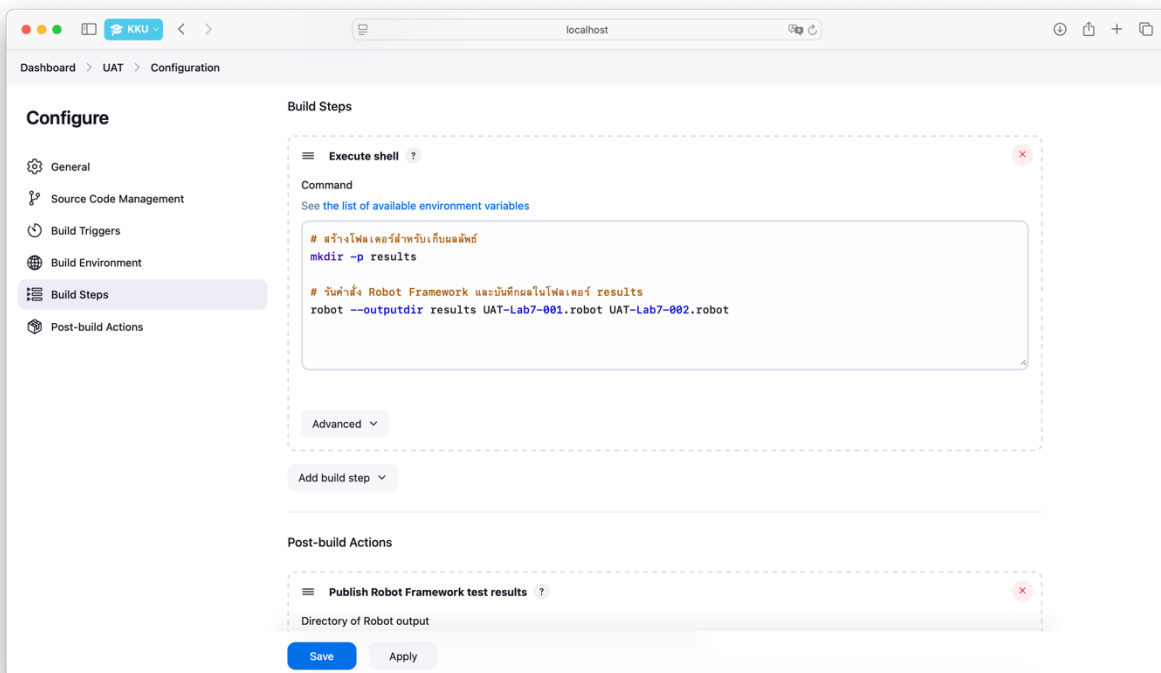 KKU
localhost
Dashboard > UAT > Configuration
Configure
General
Source Code Management
Build Triggers
Build Environment
Build Steps
Post-build Actions
Build Steps
Execute shell ?
Command
See the list of available environment variables
# สร้างโฟลเดอร์สำหรับเก็บผลลัพธ์
mkdir -p results
# รันคำสั่ง Robot Framework และบันทึกผลในโฟลเดอร์ results
robot --outputdir results UAT-Lab7-001.robot UAT-Lab7-002.robot
Advanced
Add build step
Post-build Actions
Publish Robot Framework test results ?
Directory of Robot output
Save
Apply